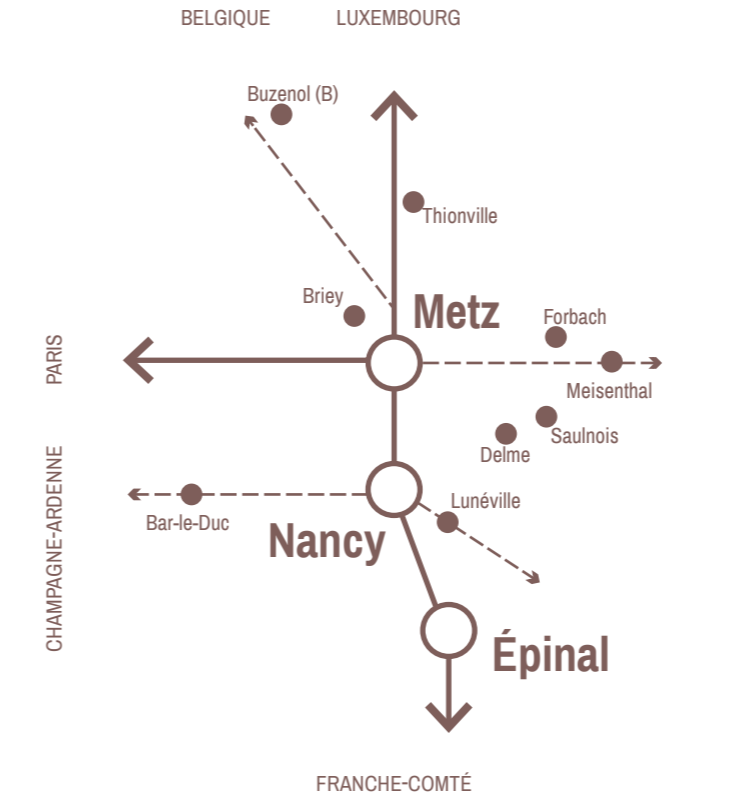 BELGIQUE
LUXEMBOURG
Buzenol (B)
Thionville
Briey
Metz
Forbach
PARIS
Meisenthal
Saulnois
Delme
CHAMPAGNE-ARDENNE
Bar-le-Duc
Lunéville
Nancy
Épinal
FRANCHE-COMTÉ